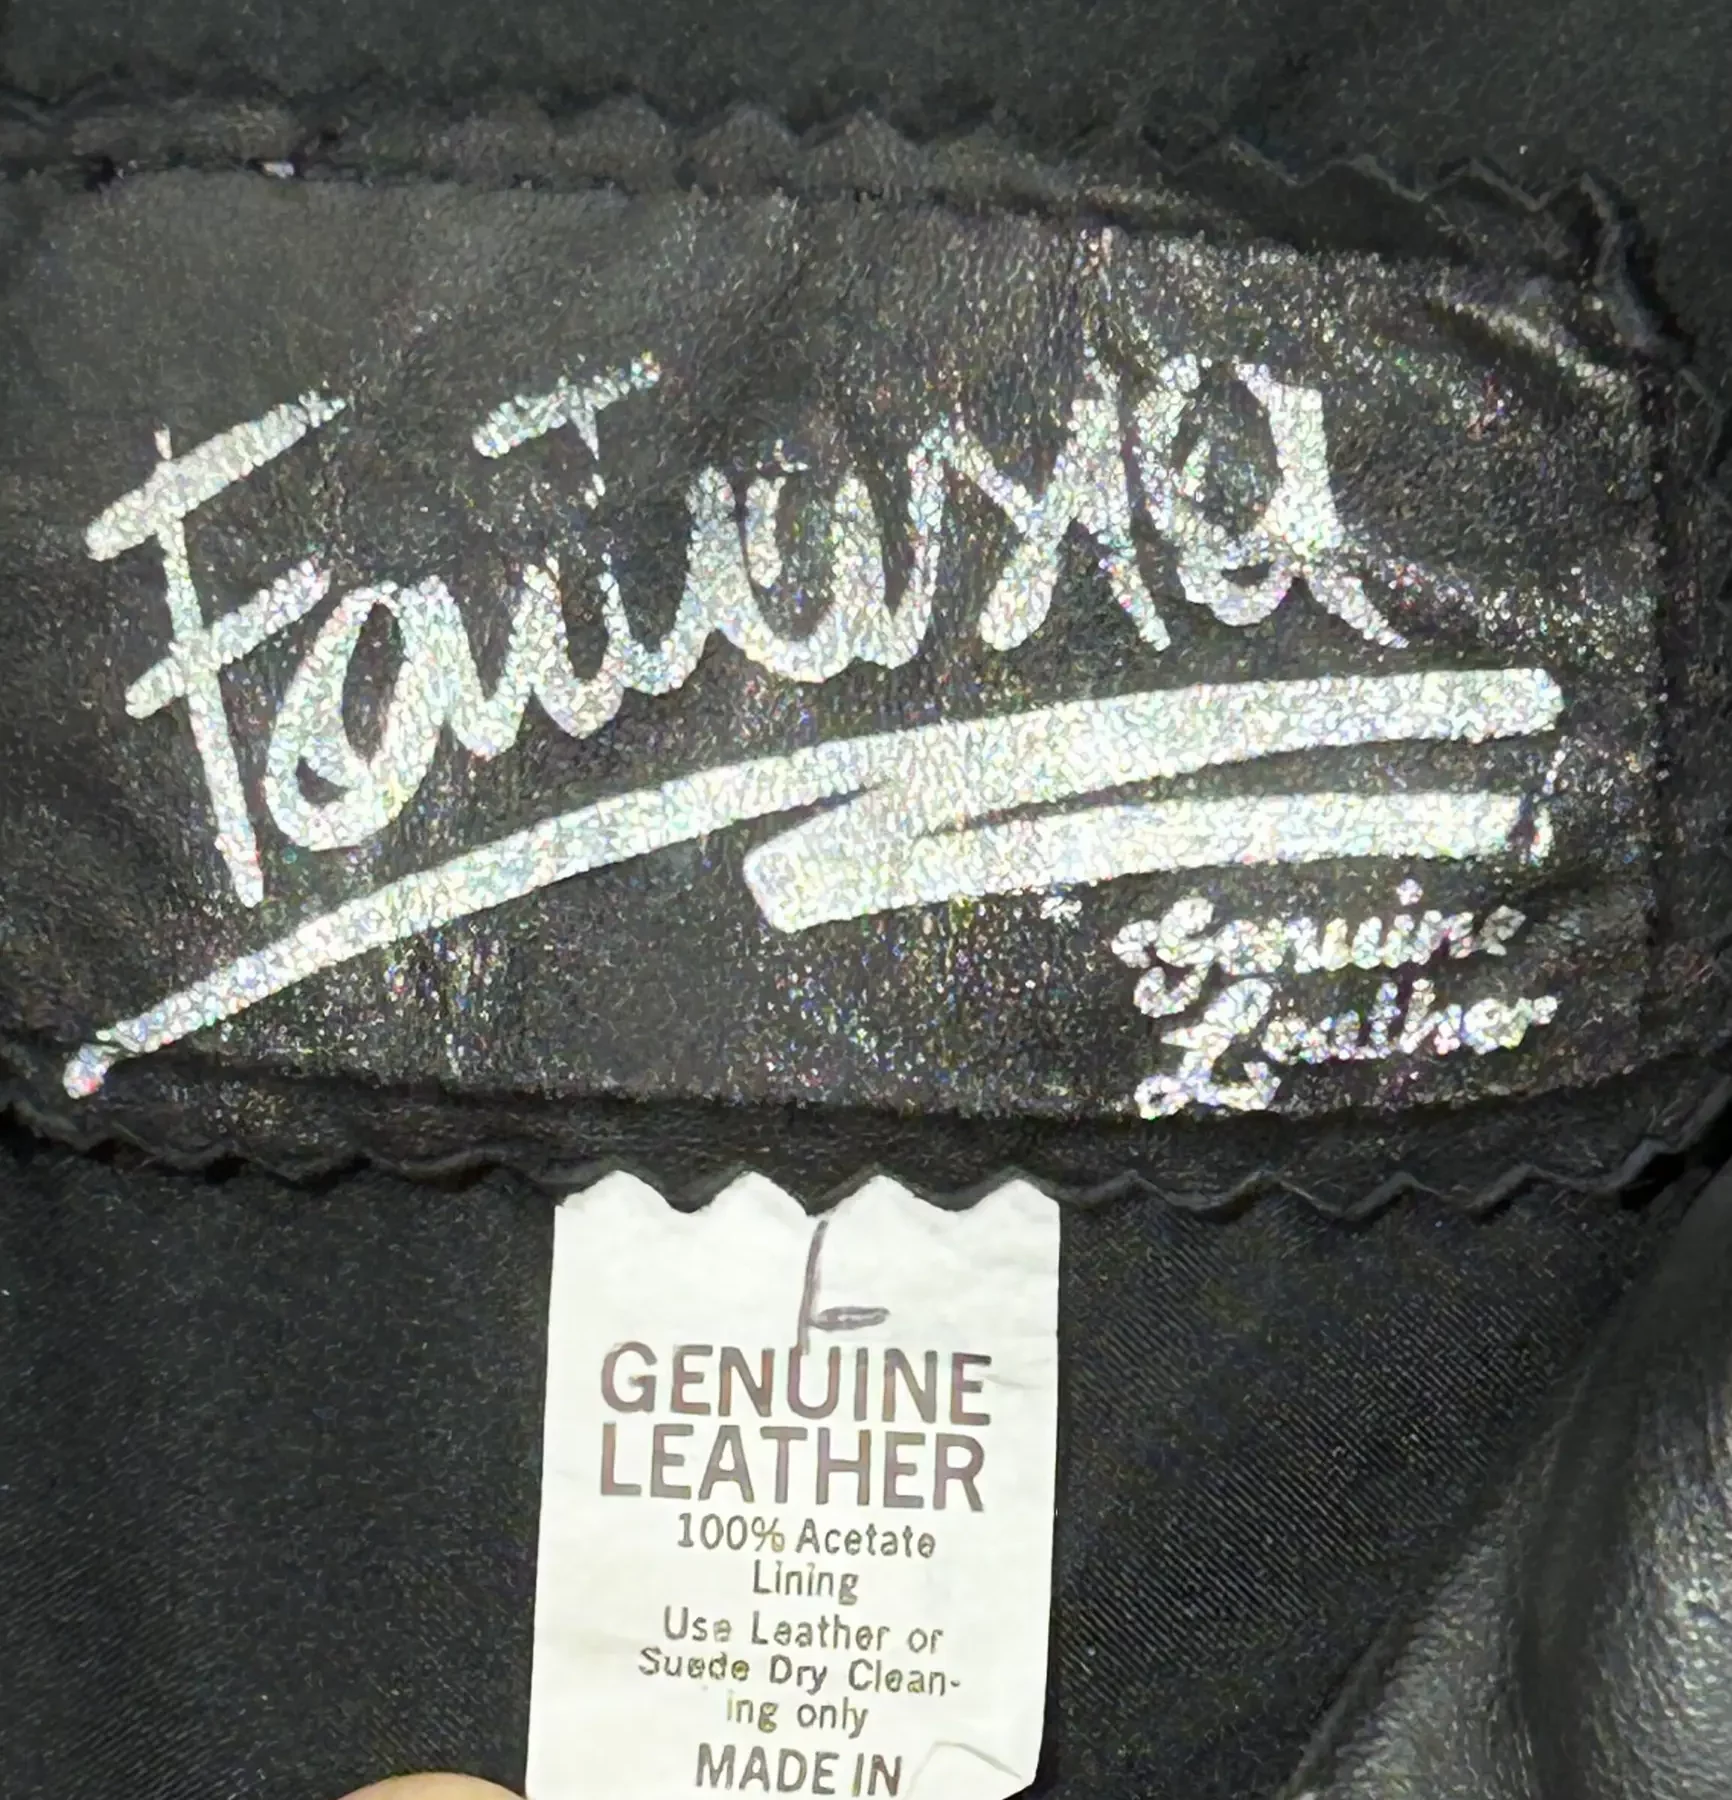 Genuine
Leather
L
GENUINE
LEATHER
100% Acetate
Lining
Use Leather or
Suede Dry Clean-
ing only
MADE IN